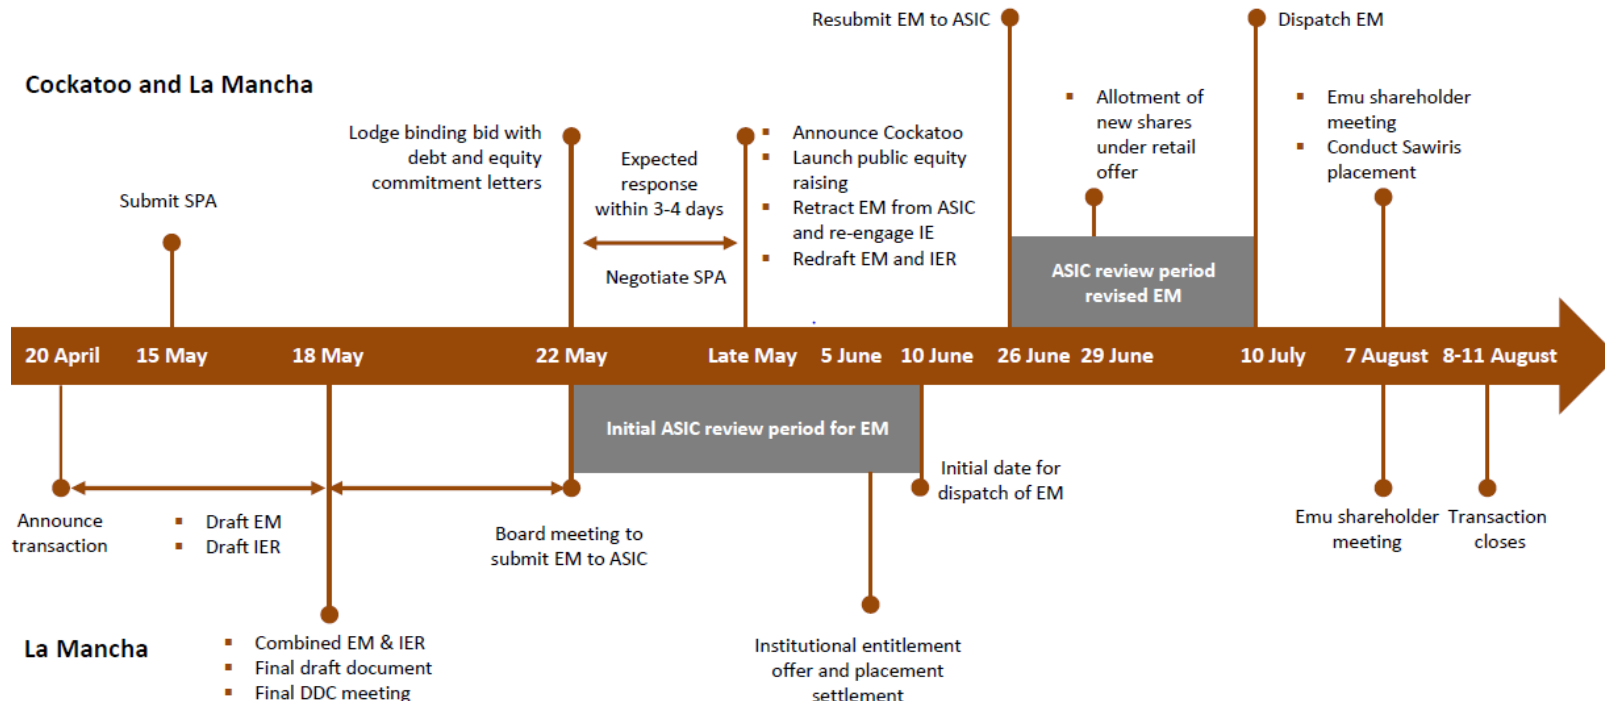 Resubmit EM to ASIC
Dispatch EM
Cockatoo and La Mancha
▪ Allotment of
new shares
under retail
offer
▪ Emu shareholder
meeting
▪ Conduct Sawiris
placement
Lodge binding bid with
debt and equity
commitment letters
Expected
response
within 3-4 days
Negotiate SPA
▪ Announce Cockatoo
▪ Launch public equity
raising
▪ Retract EM from ASIC
and re-engage IE
▪ Redraft EM and IER
Submit SPA
ASIC review period
revised EM
20 April
15 May
18 May
22 May
Late May
5 June
10 June
26 June
29 June
10 July
7 August
8-11 August
Initial ASIC review period for EM
Announce
transaction
▪ Draft EM
▪ Draft IER
Board meeting to
submit EM to ASIC
Initial date for
dispatch of EM
Emu shareholder
meeting
Transaction
closes
La Mancha
▪ Combined EM & IER
▪ Final draft document
▪ Final DDC meeting
Institutional entitlement
offer and placement
settlement